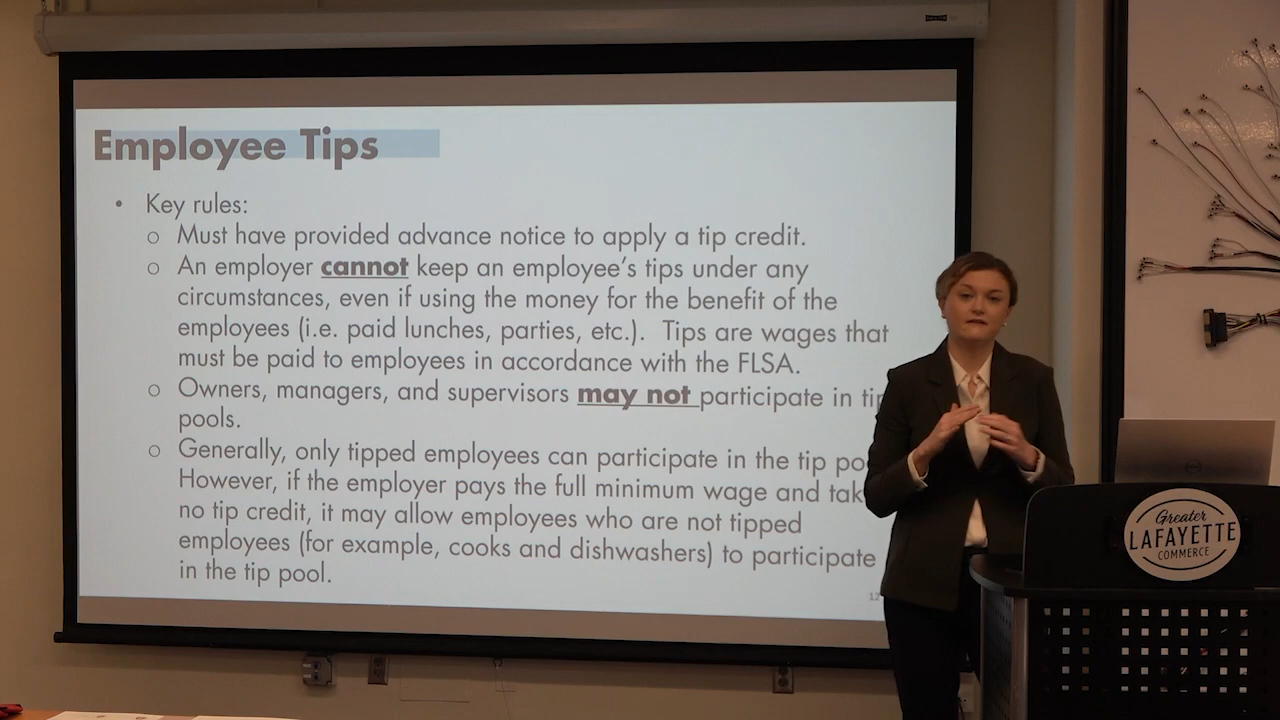 Employee Tips
• Key rules:
o Must have provided advance notice to apply a tip credit.
o An employer cannot keep an employee's tips under any
circumstances, even if using the money for the benefit of the
employees (i.e. paid lunches, parties, etc.). Tips are wages that
must be paid to employees in accordance with the FLSA.
o Owners, managers, and supervisors may not participate in
pools.
o Generally, only tipped employees can participate in the tip
However, if the employer pays the full minimum wage and
no tip credit, it may allow employees who are not tipped
employees (for example, cooks and dishwashers) to participate
in the tip pool.
Greater
LAFAYETTE
COMMERCE